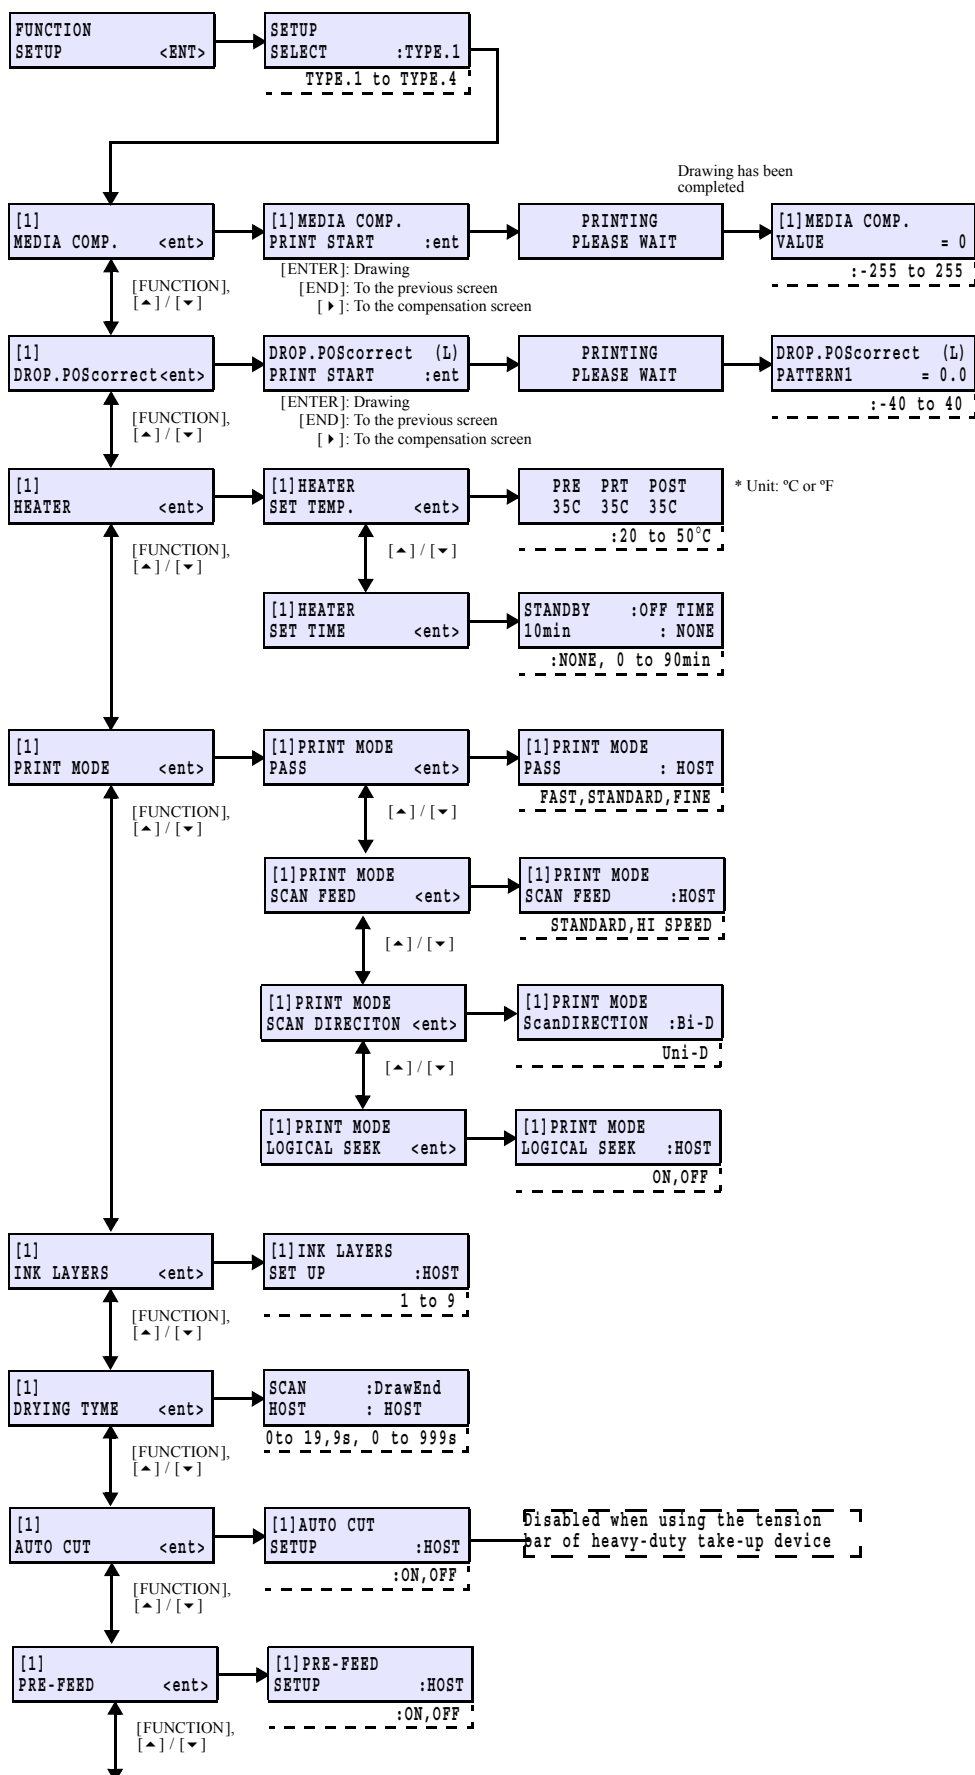 FUNCTION
SETUP <ENT>
SETUP
SELECT :TYPE.1
TYPE.1 to TYPE.4
Drawing has been
completed
[1]
MEDIA COMP. <ent>
[1]MEDIA COMP.
PRINT START :ent
PRINTING
PLEASE WAIT
[1]MEDIA COMP.
VALUE = 0
:-255 to 255
[ENTER]: Drawing
[END]: To the previous screen
[▸]: To the compensation screen
[FUNCTION],
[▲] / [▼]
[1]
DROP.POScorrect<ent>
DROP.POScorrect (L)
PRINT START :ent
PRINTING
PLEASE WAIT
DROP.POScorrect (L)
PATTERN1 = 0.0
:-40 to 40
[ENTER]: Drawing
[END]: To the previous screen
[▸]: To the compensation screen
[FUNCTION],
[▲] / [▼]
[1]
HEATER <ent>
[1]HEATER
SET TEMP. <ent>
PRE PRT POST
35C 35C 35C
* Unit: ºC or ºF
:20 to 50°C
[FUNCTION],
[▲] / [▼]
[▲] / [▼]
[1]HEATER
SET TIME <ent>
STANDBY :OFF TIME
10min : NONE
:NONE, 0 to 90min
[1]
PRINT MODE <ent>
[1]PRINT MODE
PASS <ent>
[1]PRINT MODE
PASS : HOST
FAST,STANDARD,FINE
[FUNCTION],
[▲] / [▼]
[▲] / [▼]
[1]PRINT MODE
SCAN FEED <ent>
[1]PRINT MODE
SCAN FEED :HOST
STANDARD,HI SPEED
[▲] / [▼]
[1]PRINT MODE
SCAN DIRECITON <ent>
[1]PRINT MODE
ScanDIRECTION :Bi-D
Uni-D
[▲] / [▼]
[1]PRINT MODE
LOGICAL SEEK <ent>
[1]PRINT MODE
LOGICAL SEEK :HOST
ON,OFF
[1]
INK LAYERS <ent>
[1]INK LAYERS
SET UP :HOST
1 to 9
[FUNCTION],
[▲] / [▼]
[1]
DRYING TYME <ent>
SCAN :DrawEnd
HOST : HOST
0to 19,9s, 0 to 999s
[FUNCTION],
[▲] / [▼]
[1]
AUTO CUT <ent>
[1]AUTO CUT
SETUP :HOST
:ON,OFF
Disabled when using the tension
bar of heavy-duty take-up device
[FUNCTION],
[▲] / [▼]
[1]
PRE-FEED <ent>
[1]PRE-FEED
SETUP :HOST
:ON,OFF
[FUNCTION],
[▲] / [▼]